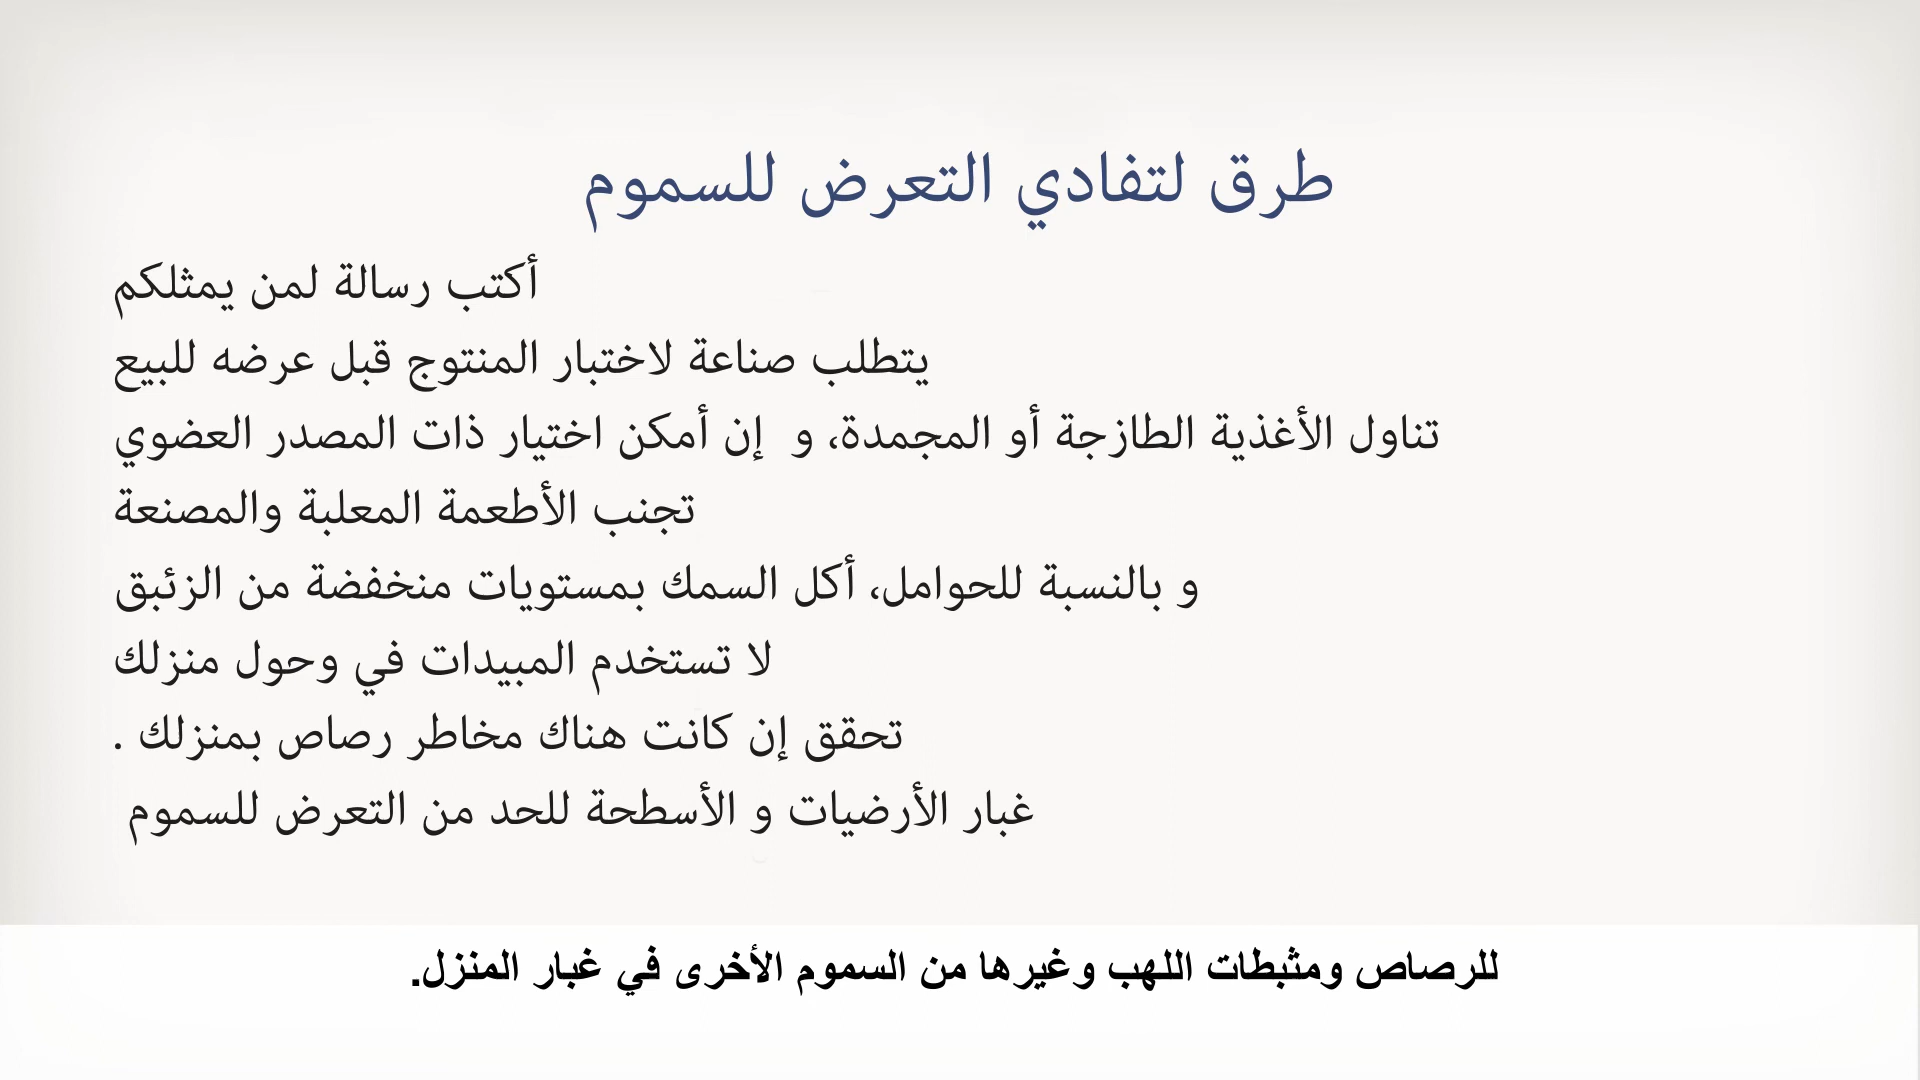 طرق لتفادي التعرض للسموم
أكتب رسالة لمن يمثلكم
يتطلب صناعة لاختبار المنتوج قبل عرضه للبيع
تناول الأغذية الطازجة أو المجمدة، و إن أمكن اختيار ذات المصدر العضوي
تجنب الأطعمة المعلبة والمصنعة
و بالنسبة للحوامل، أكل السمك بمستويات منخفضة من الزئبق
لا تستخدم المبيدات في وحول منزلك
تحقق إن كانت هناك مخاطر رصاص بمنزلك .
غبار الأرضيات و الأسطحة للحد من التعرض للسموم
للرصاص ومثبطات اللهب وغيرها من السموم الأخرى في غبار المنزل.